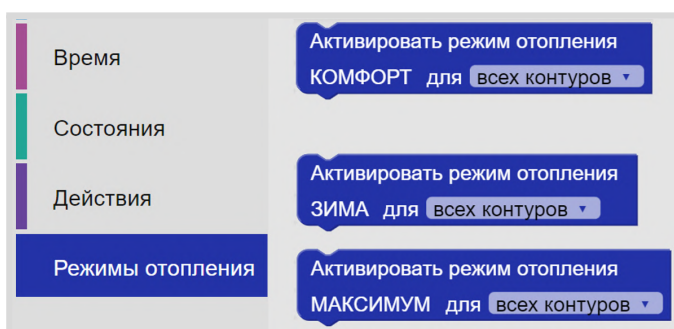 Время
Состояния
Действия
Режимы отопления
Активировать режим отопления
КОМФОРТ для всех контуров
Активировать режим отопления
ЗИМА для всех контуров
Активировать режим отопления
МАКСИМУМ для всех контуров